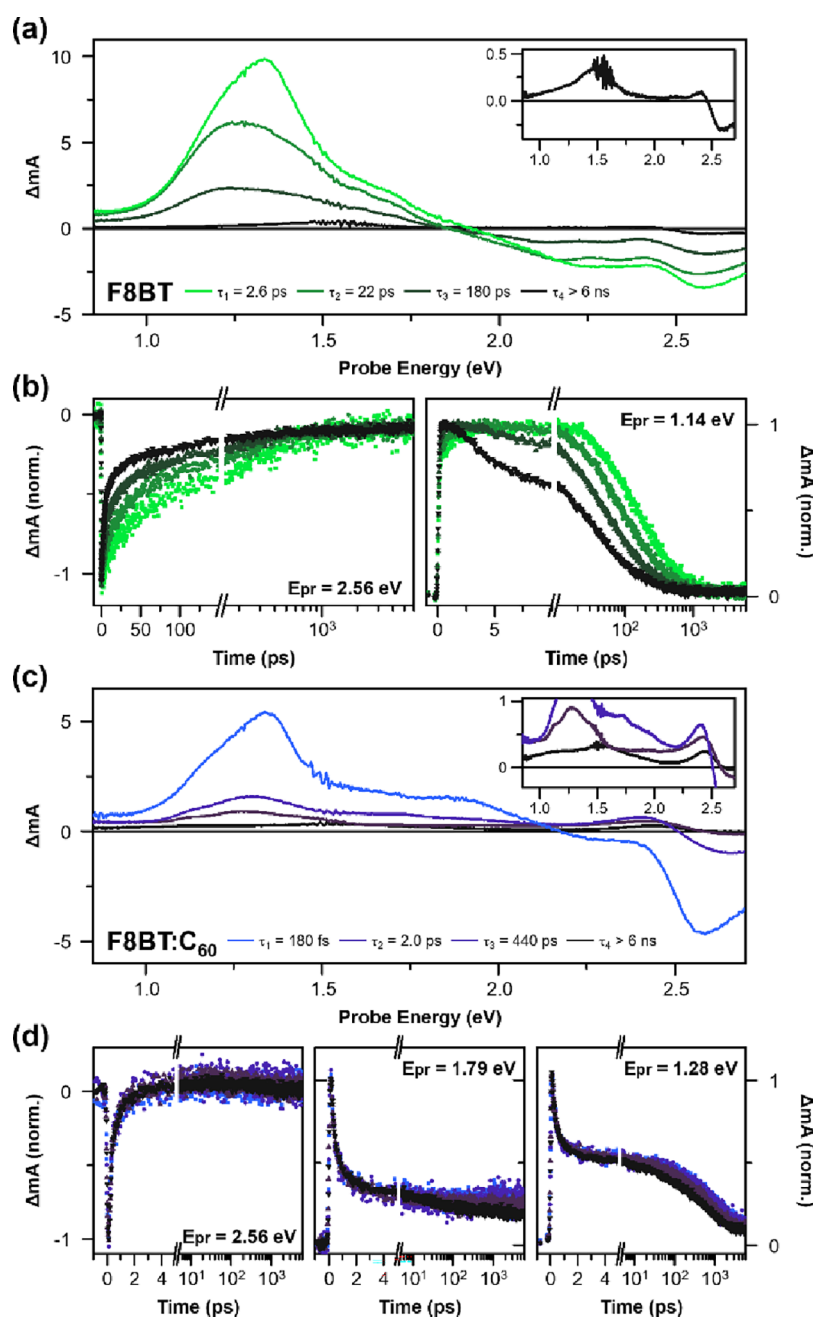 (a)
10
5
0
-5
ΔmA
0.5
0.0
1.0 1.5 2.0 2.5
F8BT
τ1 = 2.6 ps τ2 = 22 ps τ3 = 180 ps τ4 > 6 ns
1.0 1.5 2.0 2.5
Probe Energy (eV)
(b)
0
-1
ΔmA (norm.)
Epr = 2.56 eV
0 50 100 10³
Time (ps)
Epr = 1.14 eV
1
0
ΔmA (norm.)
5 10² 10³
Time (ps)
(c)
5
0
-5
ΔmA
1
0
1.0 1.5 2.0 2.5
F8BT:C60
τ1 = 180 fs τ2 = 2.0 ps τ3 = 440 ps τ4 > 6 ns
1.0 1.5 2.0 2.5
Probe Energy (eV)
(d)
0
-1
ΔmA (norm.)
Epr = 2.56 eV
0 2 4 10¹ 10² 10³
Time (ps)
Epr = 1.79 eV
0 2 4 10¹ 10² 10³
Time (ps)
Epr = 1.28 eV
1
0
ΔmA (norm.)
0 2 4 10¹ 10² 10³
Time (ps)